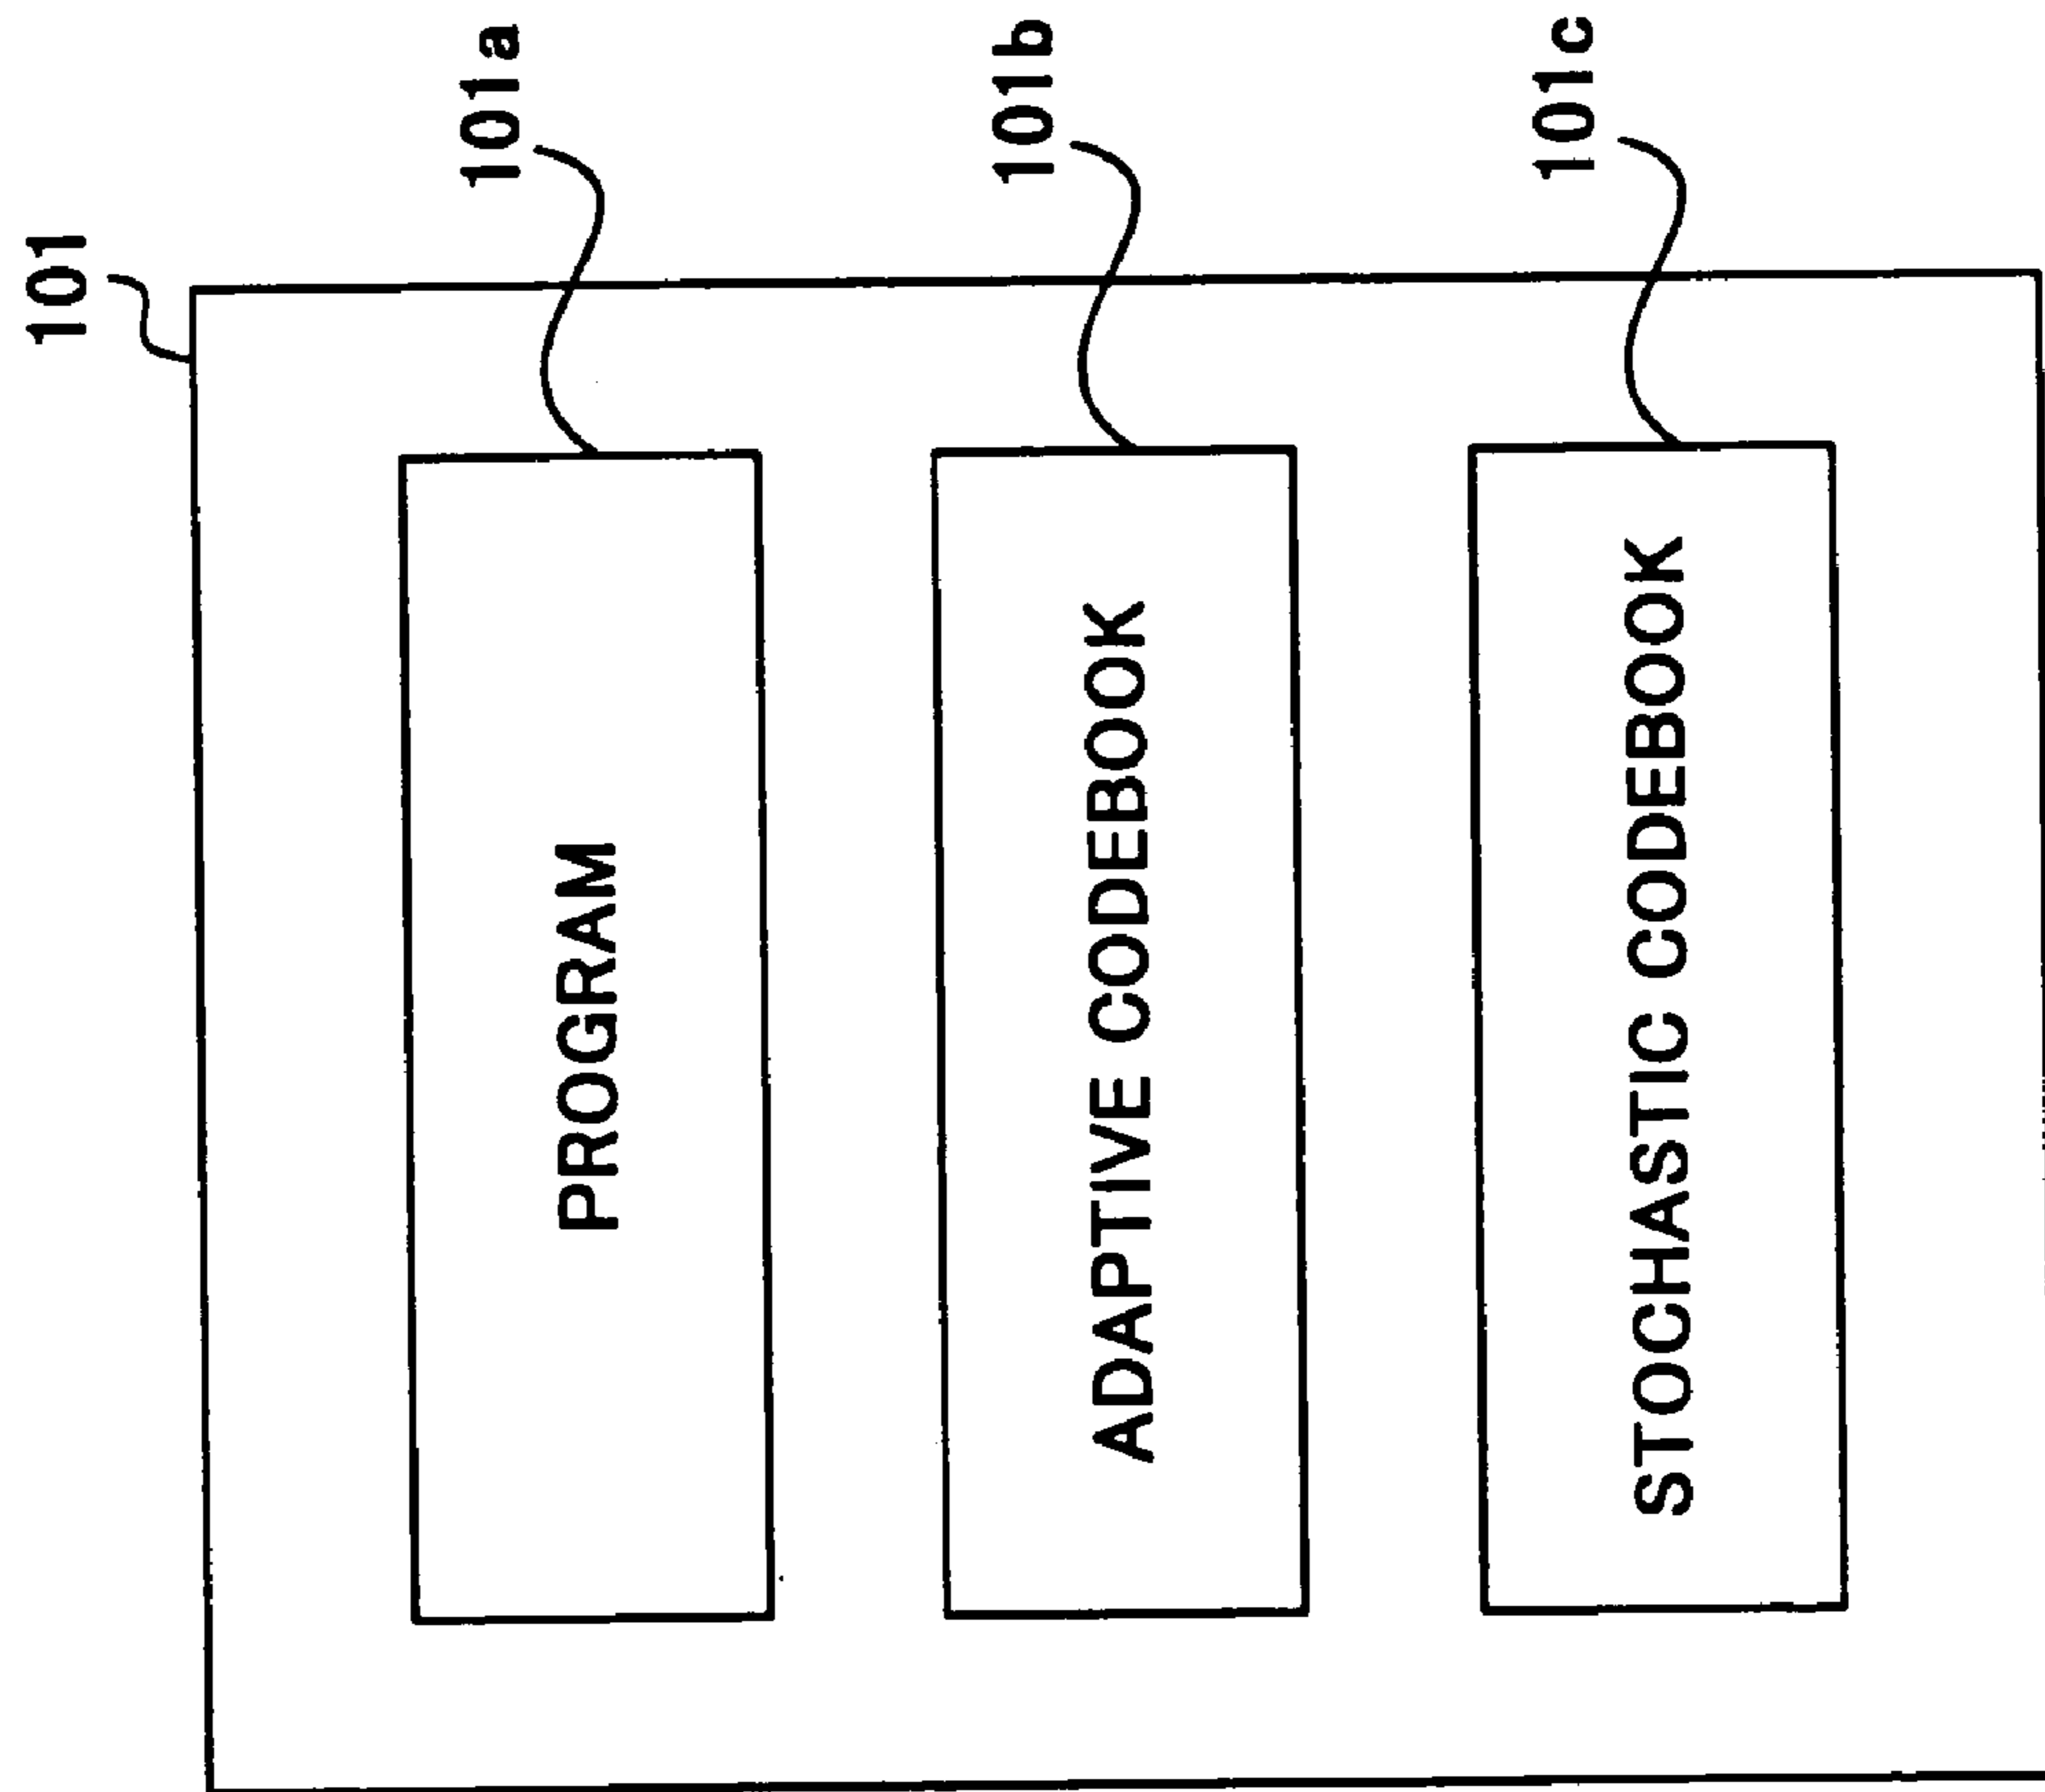 101
101a
PROGRAM
101b
ADAPTIVE CODEBOOK
101c
STOCHASTIC CODEBOOK